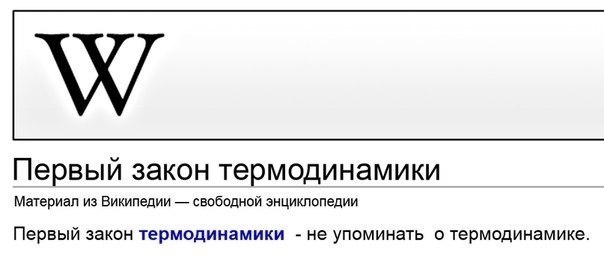 W
Первый закон термодинамики
Материал из Википедии — свободной энциклопедии
Первый закон термодинамики - не упоминать о термодинамике.